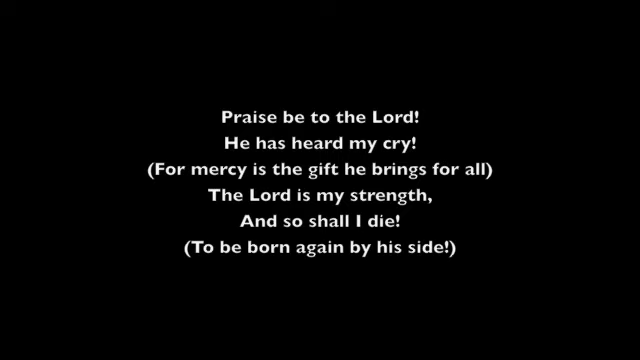 Praise be to the Lord!
He has heard my cry!
(For mercy is the gift he brings for all)
The Lord is my strength,
And so shall I die!
(To be born again by his side!)